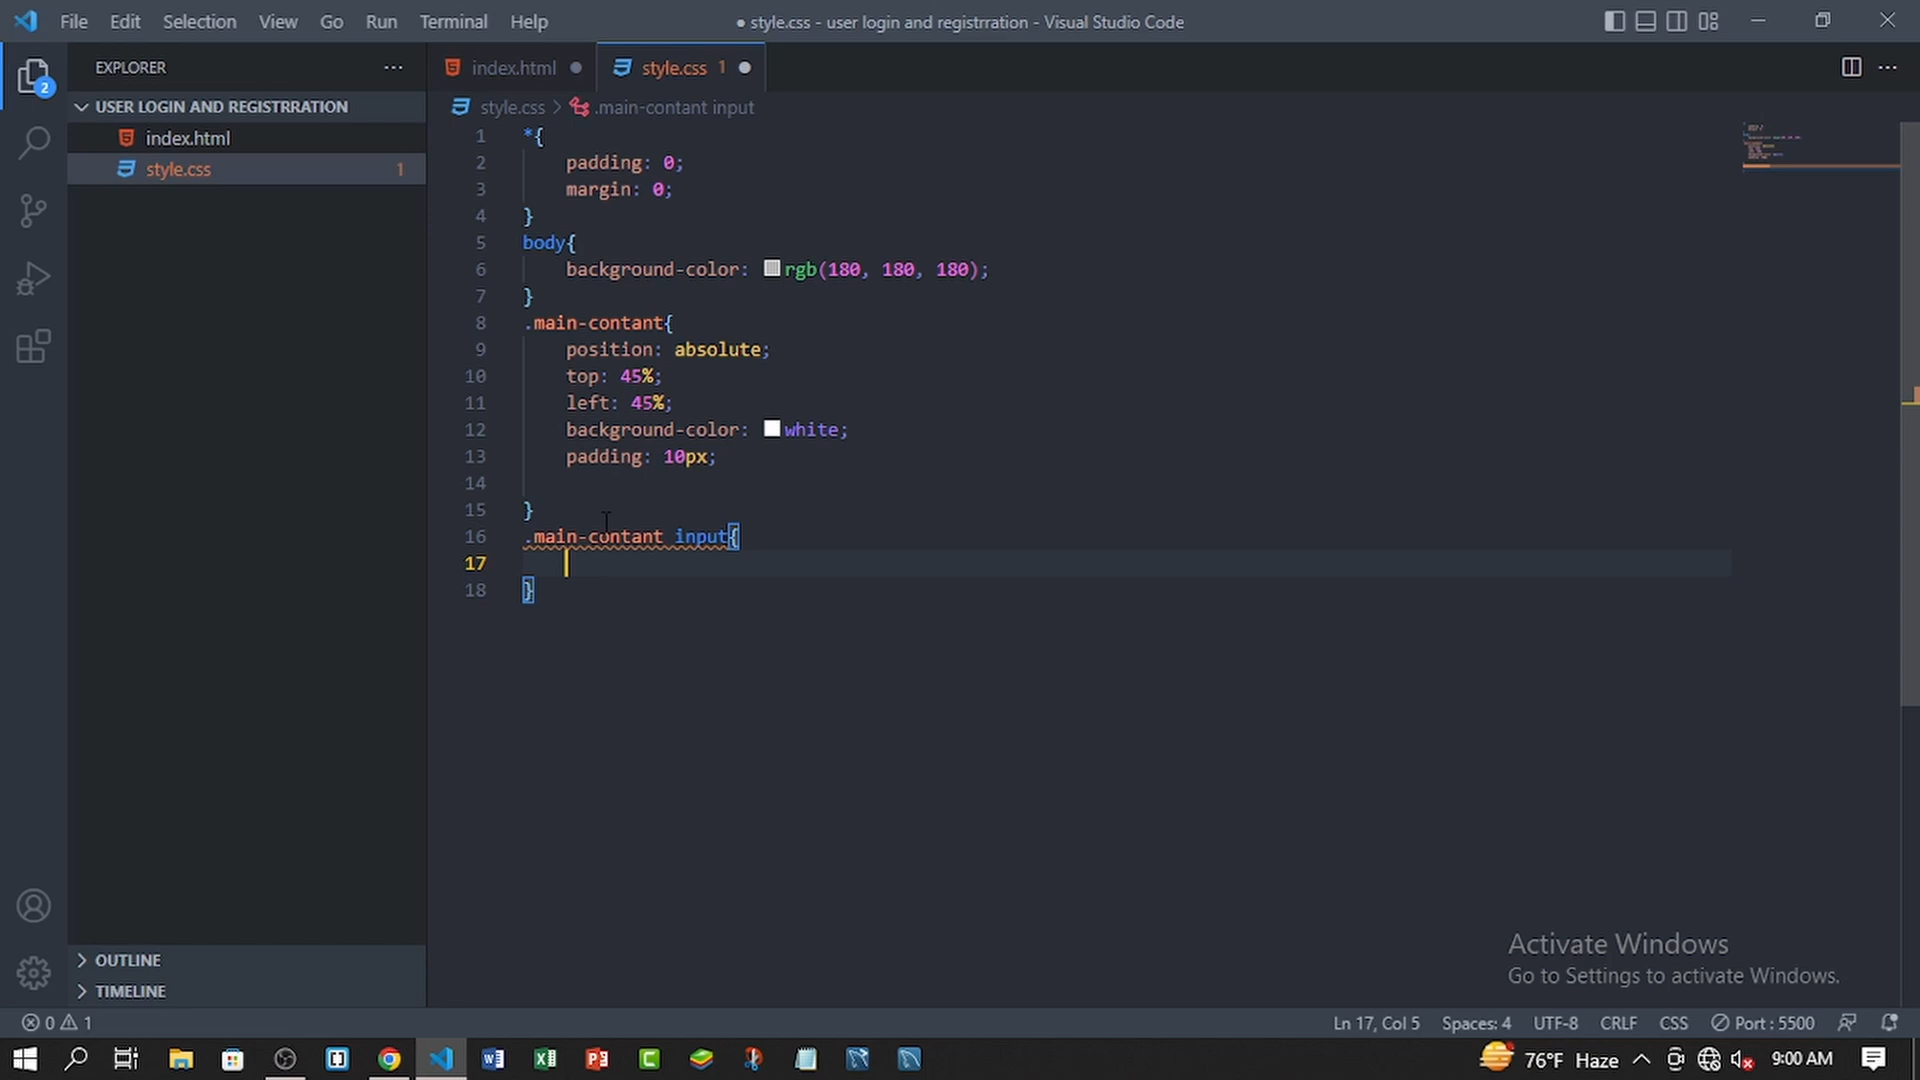 File Edit Selection View Go Run Terminal Help
● style.css - user login and registrration - Visual Studio Code
EXPLORER
index.html
style.css 1
2
USER LOGIN AND REGISTRRATION
style.css > .main-contant input
index.html
style.css 1
1 *{
2 padding: 0;
3 margin: 0;
4 }
5 body{
6 background-color: rgb(180, 180, 180);
7 }
8 .main-contant{
9 position: absolute;
10 top: 45%;
11 left: 45%;
12 background-color: white;
13 padding: 10px;
14
15 }
16 .main-contant input{
17
18 }
Activate Windows
Go to Settings to activate Windows.
OUTLINE
TIMELINE
0 1
Ln 17, Col 5 Spaces: 4 UTF-8 CRLF CSS Port : 5500
76°F Haze 9:00 AM